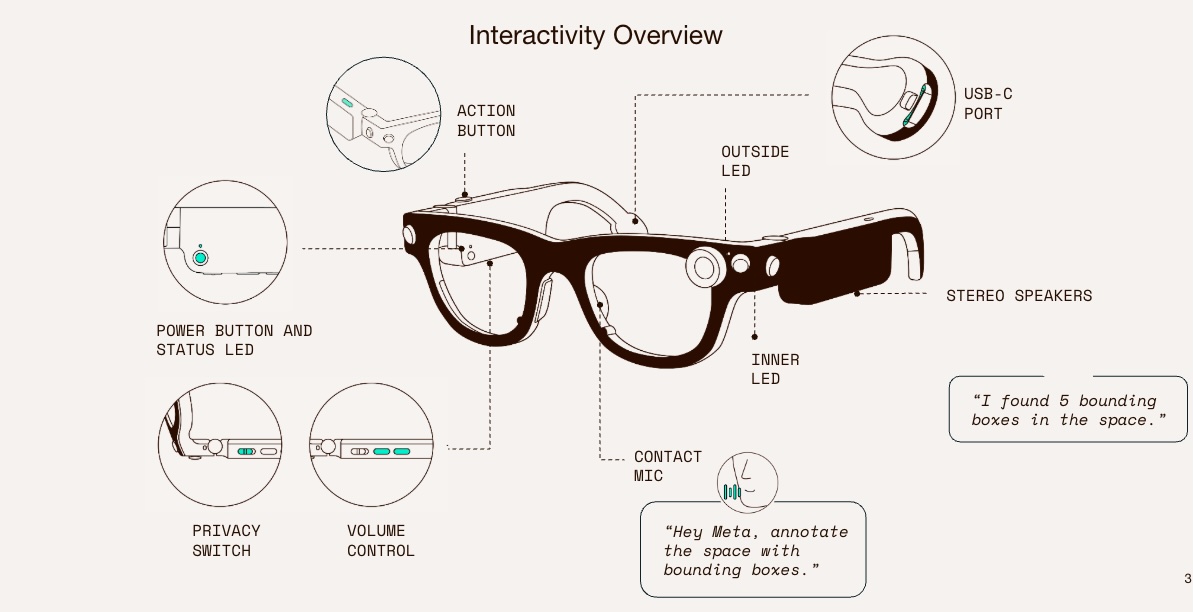 Interactivity Overview
ACTION
BUTTON
USB-C
PORT
OUTSIDE
LED
POWER BUTTON AND
STATUS LED
STEREO SPEAKERS
INNER
LED
“I found 5 bounding
boxes in the space.”
CONTACT
MIC
PRIVACY
SWITCH
VOLUME
CONTROL
“Hey Meta, annotate
the space with
bounding boxes.”
3